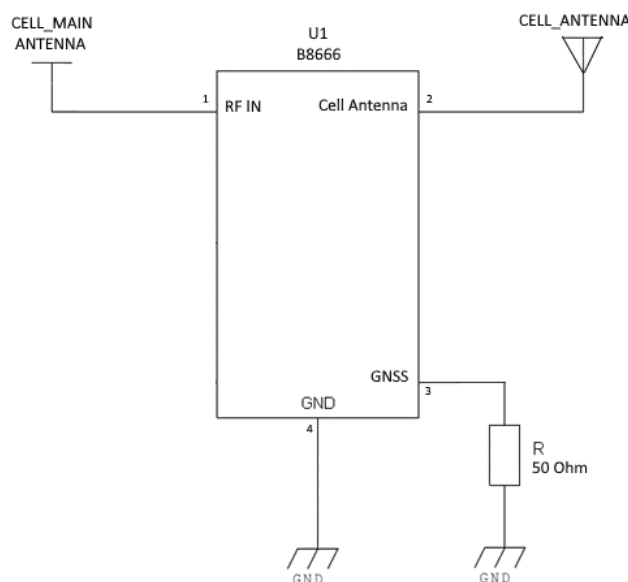 CELL_MAIN
ANTENNA
U1
B8666
CELL_ANTENNA
1
RF IN
Cell Antenna
2
GNSS
3
GND
4
R
50 Ohm
GND
GND